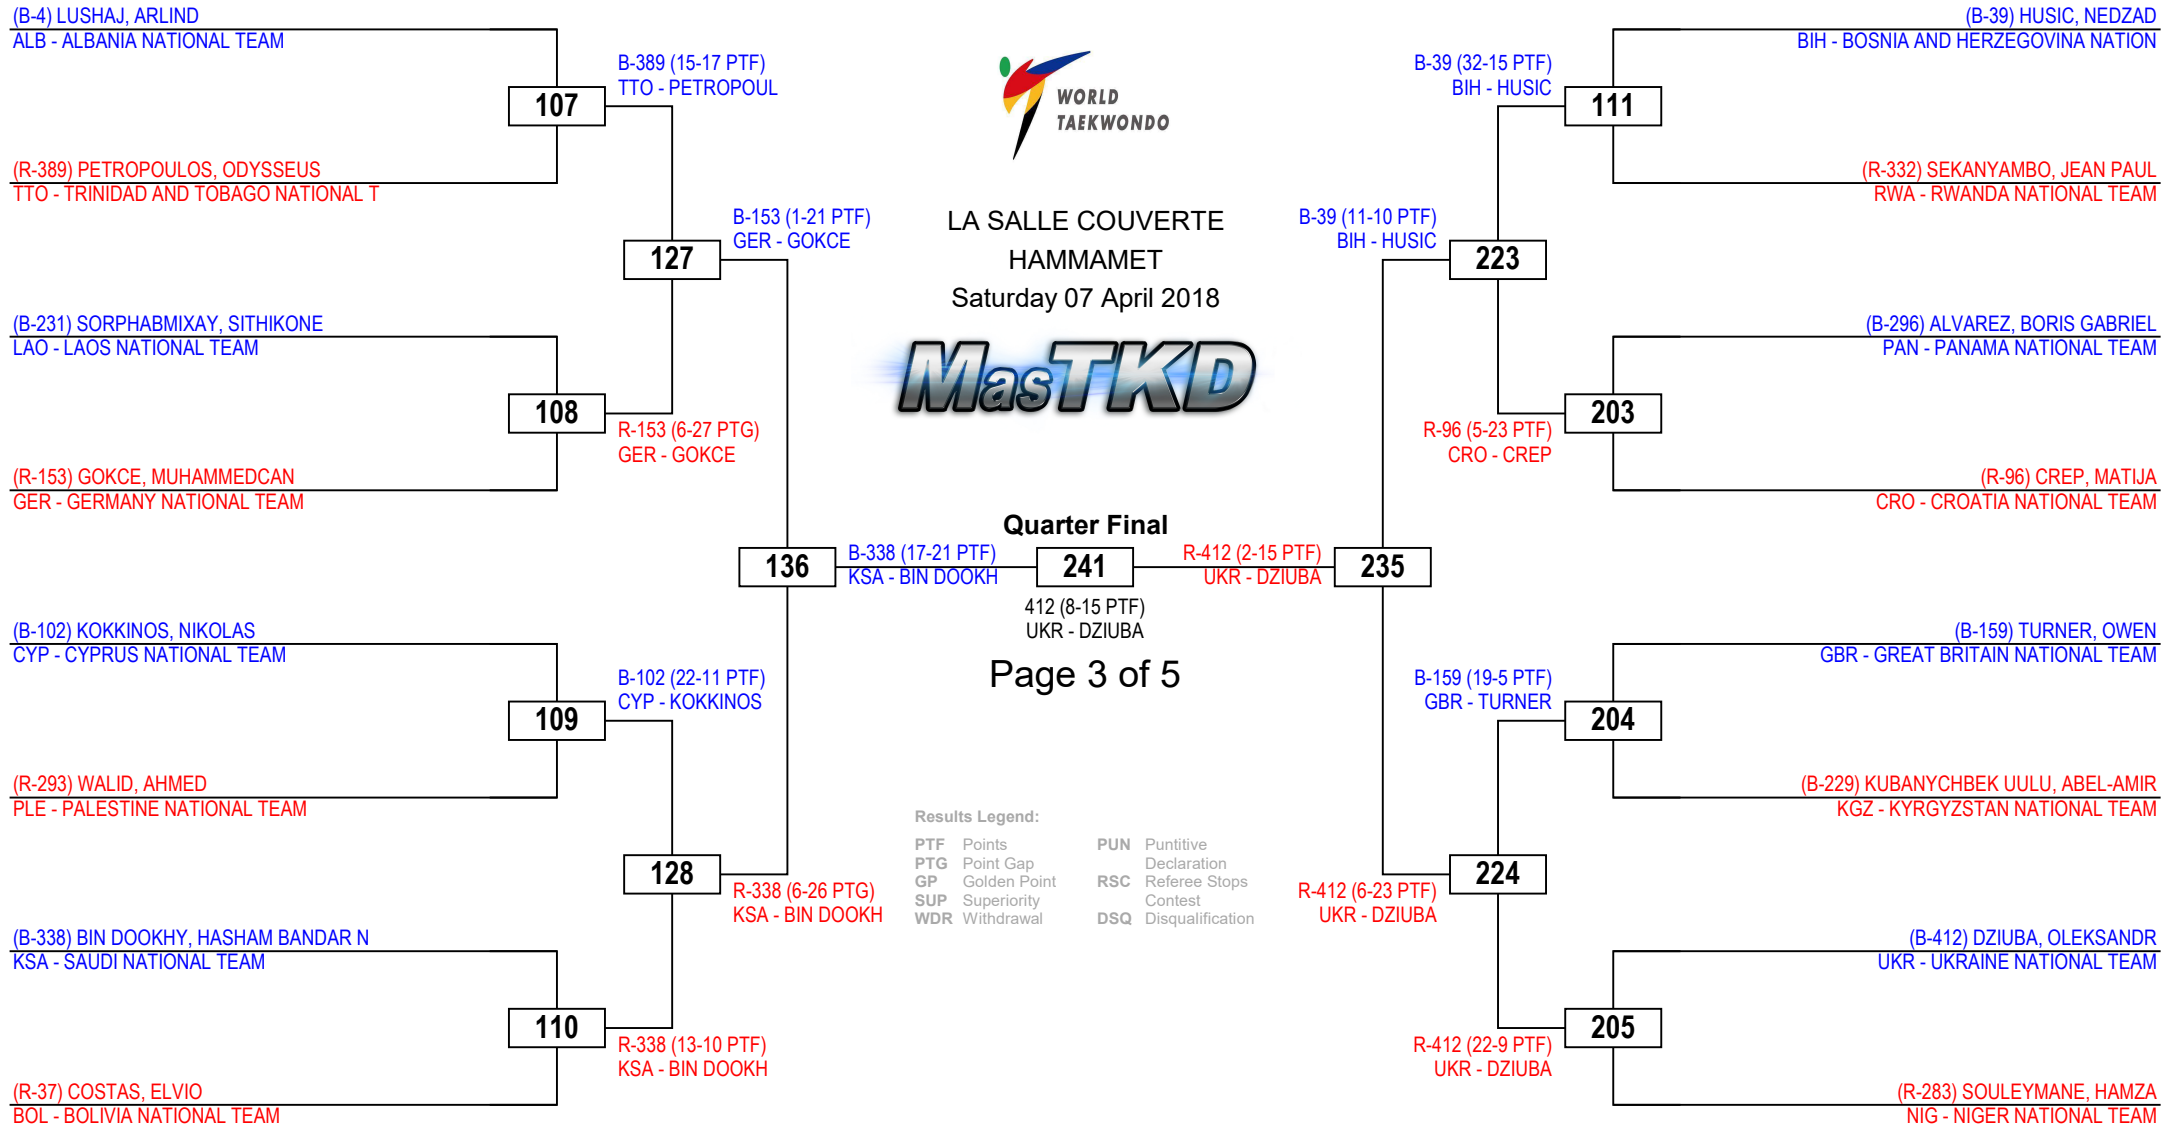 (B-4) LUSHAJ, ARLIND
ALB - ALBANIA NATIONAL TEAM
B-389 (15-17 PTF)
TTO - PETROPOUL
107
(R-389) PETROPOULOS, ODYSSEUS
TTO - TRINIDAD AND TOBAGO NATIONAL T
B-153 (1-21 PTF)
GER - GOKCE
127
(B-231) SORPHABMIXAY, SITHIKONE
LAO - LAOS NATIONAL TEAM
108
R-153 (6-27 PTG)
GER - GOKCE
(R-153) GOKCE, MUHAMMEDCAN
GER - GERMANY NATIONAL TEAM
136
B-338 (17-21 PTF)
KSA - BIN DOOKH
(B-102) KOKKINOS, NIKOLAS
CYP - CYPRUS NATIONAL TEAM
B-102 (22-11 PTF)
CYP - KOKKINOS
109
(R-293) WALID, AHMED
PLE - PALESTINE NATIONAL TEAM
128
R-338 (6-26 PTG)
KSA - BIN DOOKH
(B-338) BIN DOOKHY, HASHAM BANDAR N
KSA - SAUDI NATIONAL TEAM
110
R-338 (13-10 PTF)
KSA - BIN DOOKH
(R-37) COSTAS, ELVIO
BOL - BOLIVIA NATIONAL TEAM
WORLD
TAEKWONDO
LA SALLE COUVERTE
HAMMAMET
Saturday 07 April 2018
MasTKD
Quarter Final
241
412 (8-15 PTF)
UKR - DZIUBA
Page 3 of 5
Results Legend:
PTF Points
PTG Point Gap
GP Golden Point
SUP Superiority
WDR Withdrawal
PUN Puntitive
Declaration
RSC Referee Stops
Contest
DSQ Disqualification
(B-39) HUSIC, NEDZAD
BIH - BOSNIA AND HERZEGOVINA NATION
B-39 (32-15 PTF)
BIH - HUSIC
111
(R-332) SEKANYAMBO, JEAN PAUL
RWA - RWANDA NATIONAL TEAM
B-39 (11-10 PTF)
BIH - HUSIC
223
(B-296) ALVAREZ, BORIS GABRIEL
PAN - PANAMA NATIONAL TEAM
203
R-96 (5-23 PTF)
CRO - CREP
(R-96) CREP, MATIJA
CRO - CROATIA NATIONAL TEAM
R-412 (2-15 PTF)
UKR - DZIUBA
235
(B-159) TURNER, OWEN
GBR - GREAT BRITAIN NATIONAL TEAM
B-159 (19-5 PTF)
GBR - TURNER
204
(B-229) KUBANYCHBEK UULU, ABEL-AMIR
KGZ - KYRGYZSTAN NATIONAL TEAM
224
R-412 (6-23 PTF)
UKR - DZIUBA
(B-412) DZIUBA, OLEKSANDR
UKR - UKRAINE NATIONAL TEAM
205
R-412 (22-9 PTF)
UKR - DZIUBA
(R-283) SOULEYMANE, HAMZA
NIG - NIGER NATIONAL TEAM